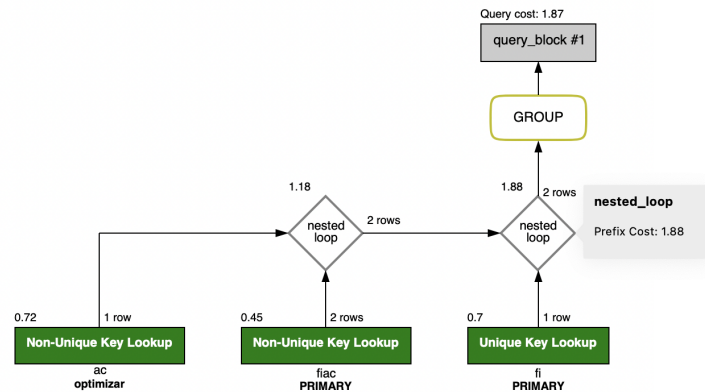 Query cost: 1.87
query_block #1
GROUP
1.18
2 rows
1.88
2 rows
nested
loop
nested
loop
nested_loop
Prefix Cost: 1.88
0.72
1 row
0.45
2 rows
0.7
1 row
Non-Unique Key Lookup
Non-Unique Key Lookup
Unique Key Lookup
ac
optimizar
fiac
PRIMARY
fi
PRIMARY